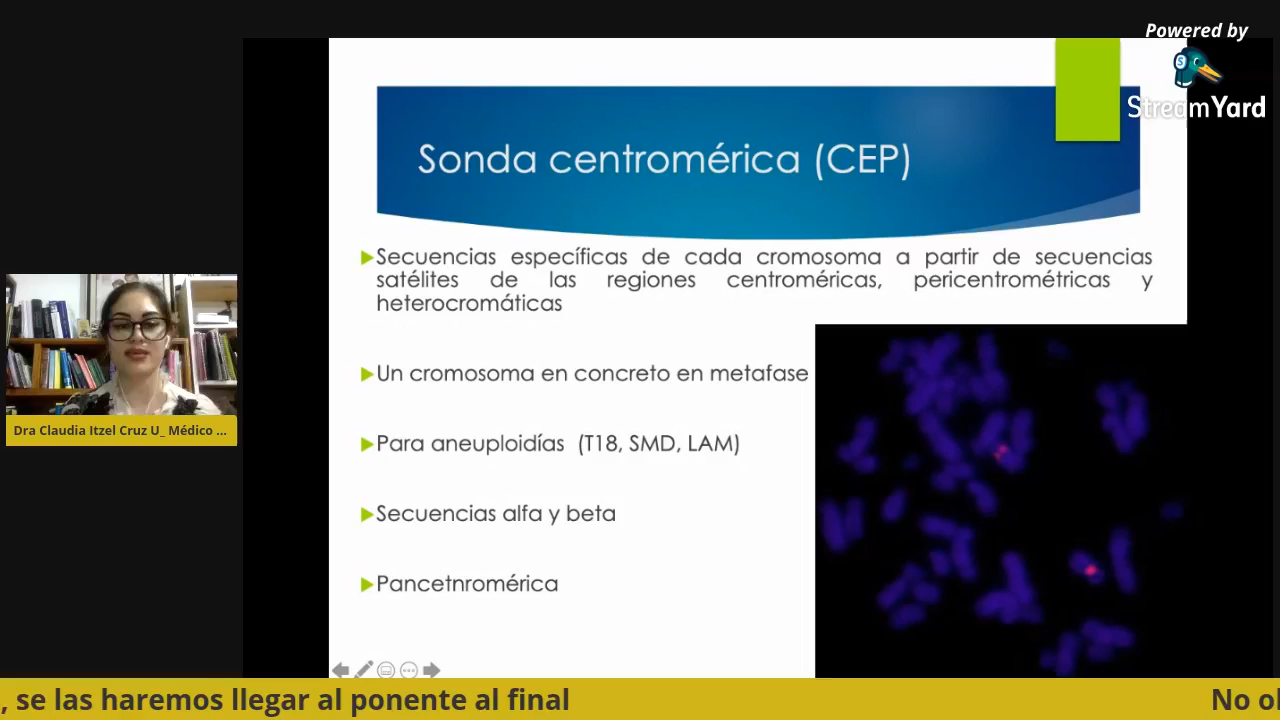 Powered by
StreamYard
Sonda centromérica (CEP)
Secuencias específicas de cada cromosoma a partir de secuencias
satélites de las regiones centroméricas, pericentrométricas y
heterocromáticas
Un cromosoma en concreto en metafase
Para aneuploidías (T18, SMD, LAM)
Secuencias alfa y beta
Pancetnromérica
Dra Claudia Itzel Cruz U_ Médico ...
, se las haremos llegar al ponente al final
No